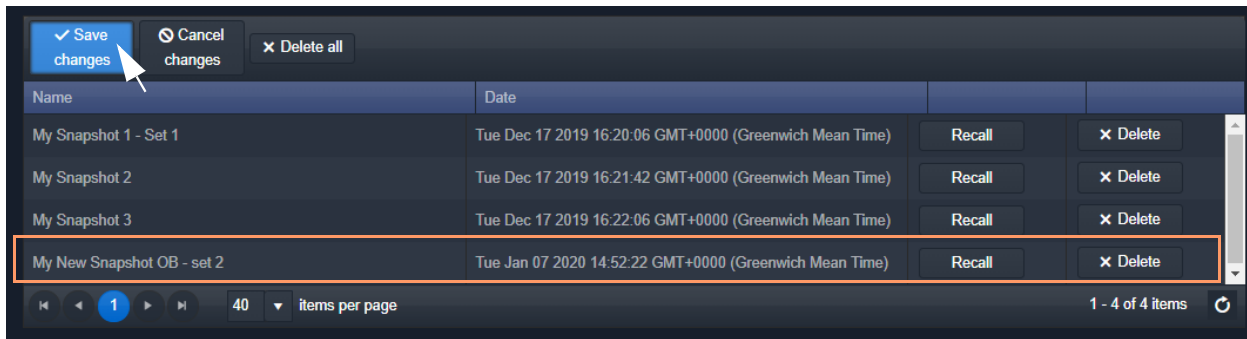 Save changes
Cancel changes
Delete all
Name Date
My Snapshot 1 - Set 1 Tue Dec 17 2019 16:20:06 GMT+0000 (Greenwich Mean Time) Recall Delete
My Snapshot 2 Tue Dec 17 2019 16:21:42 GMT+0000 (Greenwich Mean Time) Recall Delete
My Snapshot 3 Tue Dec 17 2019 16:22:06 GMT+0000 (Greenwich Mean Time) Recall Delete
My New Snapshot OB - set 2 Tue Jan 07 2020 14:52:22 GMT+0000 (Greenwich Mean Time) Recall Delete
1 40 items per page 1 - 4 of 4 items